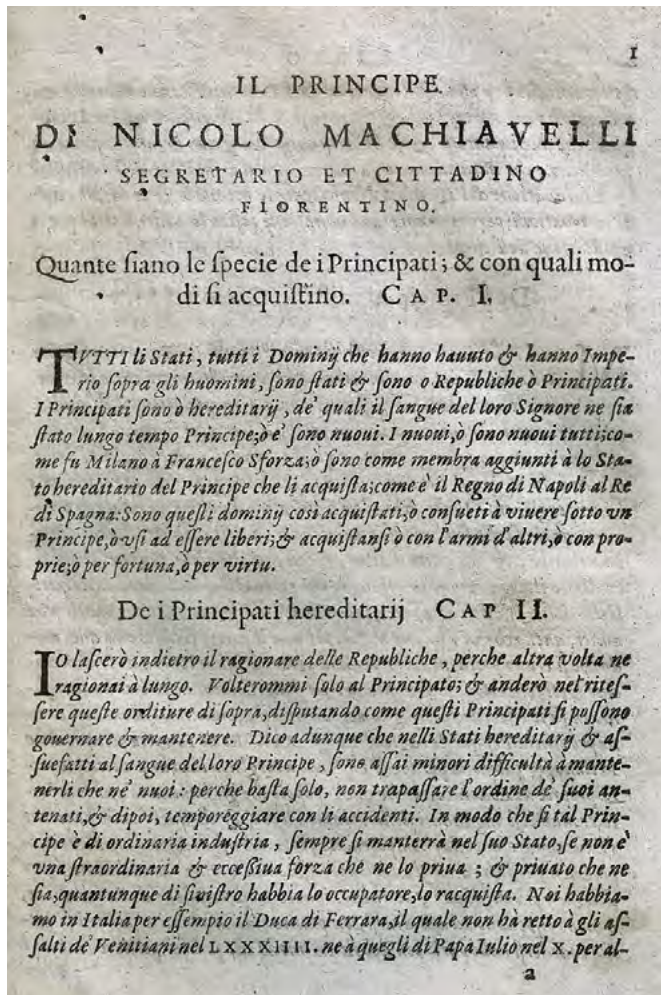 1
IL PRINCIPE
DI NICOLO MACHIAVELLI
SEGRETARIO ET CITTADINO
FIORENTINO.
Quante ſiano le ſpecie de i Principati; & con quali mo-
di ſi acquiſtino. CAP. I.
TVTTI li Stati, tutti i Dominij che hanno hauuto & hanno Impe-
rio ſopra gli huomini, ſono ſtati & ſono o Republiche ò Principati.
I Principati ſono ò hereditarij, de' quali il ſangue del loro Signore ne ſia
ſtato lungo tempo Principe; ò e' ſono nuoui. I nuoui, ò ſono nuoui tutti; co-
me fu Milano à Franceſco Sforza; ò ſono come membra aggiunti à lo Sta-
to hereditario del Principe che li acquiſta; come è il Regno di Napoli al Re
di Spagna: Sono queſti dominij così acquiſtati, ò conſueti à viuere ſotto vn
Principe, ò vſi ad eſſere liberi; & acquiſtanſi ò con l'armi d'altri, ò con pro-
prie; ò per fortuna, ò per virtu.
De i Principati hereditarij CAP II.
IO laſcerò indietro il ragionare delle Republiche, perche altra volta ne
ragionai à lungo. Volterommi ſolo al Principato; & anderò nel riteſ-
ſere queſte orditure di ſopra, diſputando come queſti Principati ſi poſſono
gouernare & mantenere. Dico adunque che nelli Stati hereditarij & aſ-
ſuefatti al ſangue del loro Principe, ſono aſſai minori difficultà à mante-
nerli che ne' nuoi: perche baſta ſolo, non trapaſſare l'ordine de' ſuoi an-
tenati, & dipoi, temporeggiare con li accidenti. In modo che ſi tal Prin-
cipe è di ordinaria induſtria, ſempre ſi manterrà nel ſuo Stato, ſe non è
vna ſtraordinaria & ecceßiua forza che ne lo priua; & priuato che ne
ſia, quantunque di ſiniſtro habbia lo occupatore, lo racquiſta. Noi habbia-
mo in Italia per eſſempio il Duca di Ferrara, il quale non hà retto à gli aſ-
ſalti de' Venitiani nel LXXXIIII. ne à quegli di Papa Iulio nel X. per al-
a